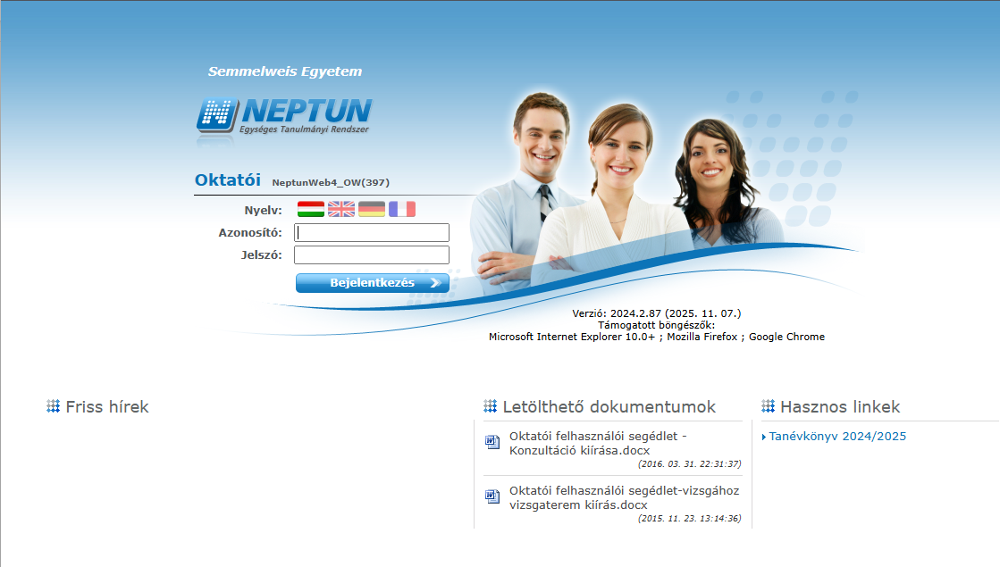 Semmelweis Egyetem
NEPTUN
Egységes Tanulmányi Rendszer
Oktatói NeptunWeb4_OW(397)
Nyelv:
Azonosító:
Jelszó:
Bejelentkezés
Verzió: 2024.2.87 (2025. 11. 07.)
Támogatott böngészők:
Microsoft Internet Explorer 10.0+ ; Mozilla Firefox ; Google Chrome
Friss hírek
Letölthető dokumentumok
Oktatói felhasználói segédlet -
Konzultáció kiírása.docx
(2016. 03. 31. 22:31:37)
Oktatói felhasználói segédlet-vizsgához
vizsgaterem kiírás.docx
(2015. 11. 23. 13:14:36)
Hasznos linkek
Tanévkönyv 2024/2025